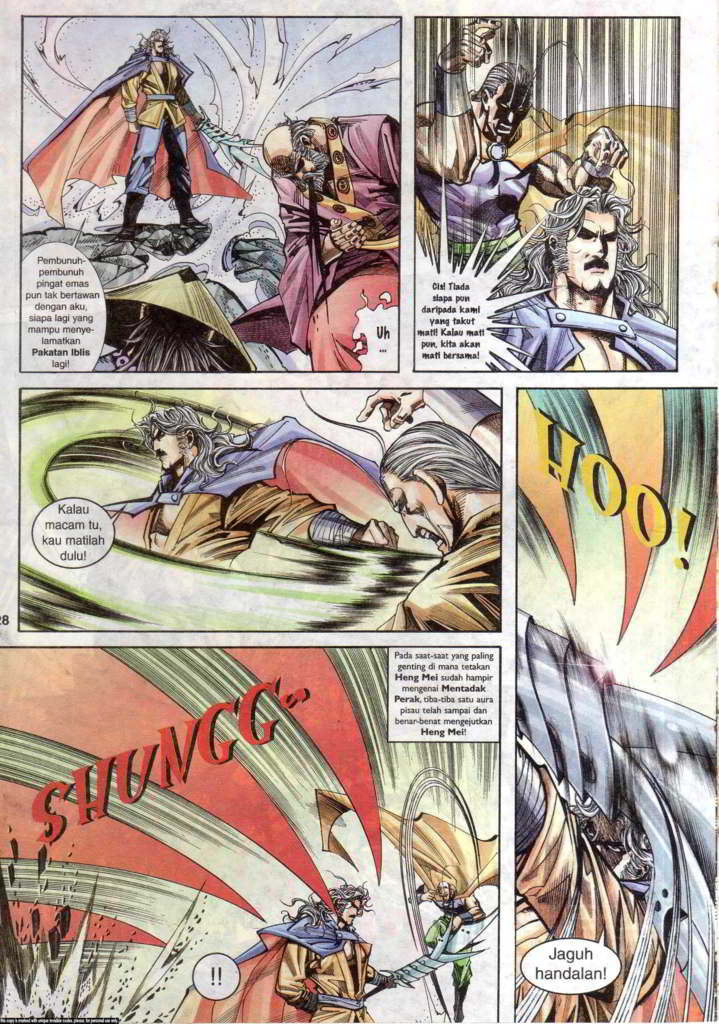 Pembunuh-
pembunuh
pingat emas
pun tak bertawan
dengan aku,
siapa lagi yang
mampu menye-
lamatkan
Pakatan Iblis
lagi!
Uh
...
Cis! Tiada
siapa pun
daripada kami
yang takut
mati! Kalau mati
pun, kita akan
mati bersama!
Kalau
macam tu,
kau matilah
dulu!
HOO!
28
Pada saat-saat yang paling
genting di mana tetakan
Heng Mei sudah hampir
mengenai Mentadak
Perak, tiba-tiba satu aura
pisau telah sampai dan
benar-benat mengejutkan
Heng Mei!
SHUNGG
!!
Jaguh
handalan!